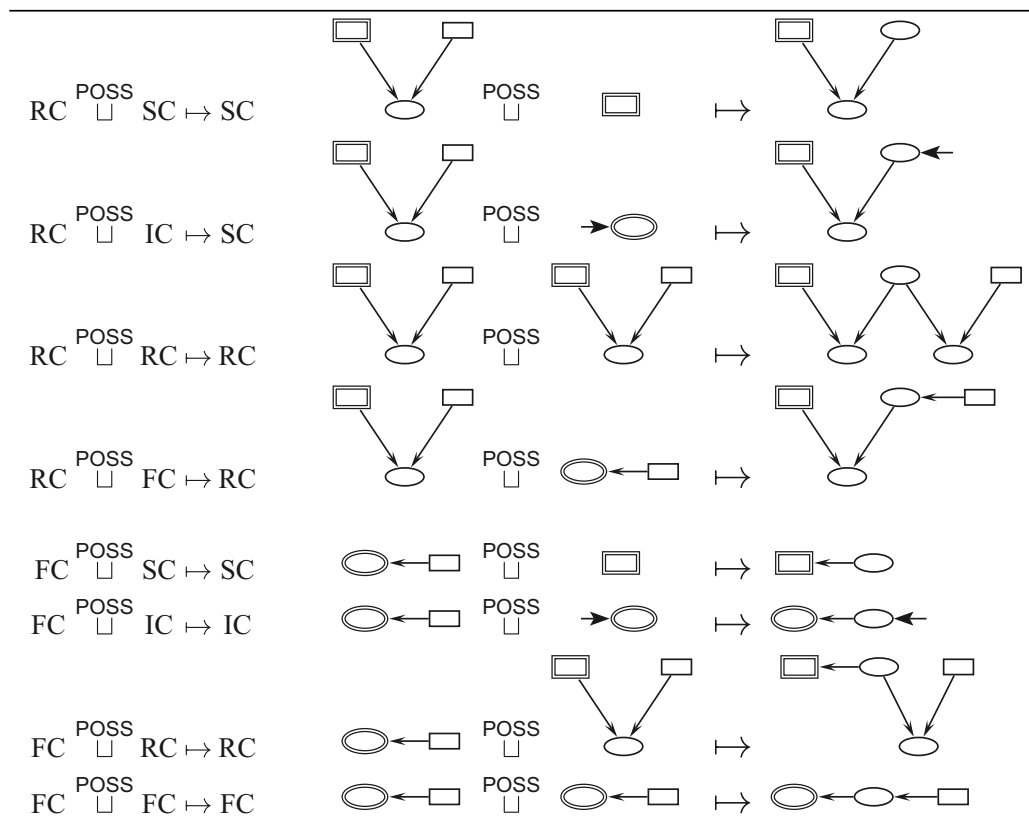 RC POSS ⊔ SC ↦ SC POSS ⊔ ↦
RC POSS ⊔ IC ↦ SC POSS ⊔ ↦
RC POSS ⊔ RC ↦ RC POSS ⊔ ↦
RC POSS ⊔ FC ↦ RC POSS ⊔ ↦
FC POSS ⊔ SC ↦ SC POSS ⊔ ↦
FC POSS ⊔ IC ↦ IC POSS ⊔ ↦
FC POSS ⊔ RC ↦ RC POSS ⊔ ↦
FC POSS ⊔ FC ↦ FC POSS ⊔ ↦